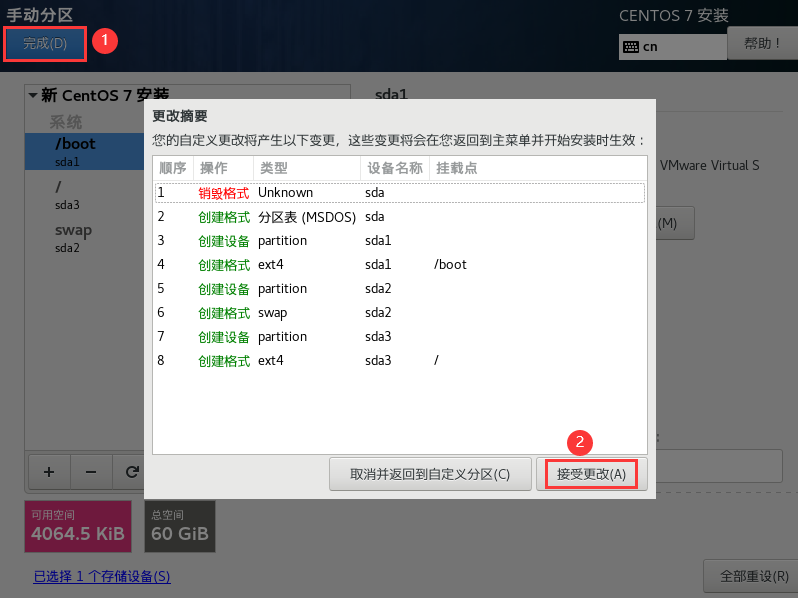 手动分区
CENTOS 7 安装
完成(D)
1
cn
帮助！
新 CentOS 7 安装
sda1
系统
/boot
sda1
/
sda3
swap
sda2
VMware Virtual S
(M)
更改摘要
您的自定义更改将产生以下变更，这些变更将会在您返回到主菜单并开始安装时生效：
顺序 操作 类型 设备名称 挂载点
1 销毁格式 Unknown sda
2 创建格式 分区表 (MSDOS) sda
3 创建设备 partition sda1
4 创建格式 ext4 sda1 /boot
5 创建设备 partition sda2
6 创建格式 swap sda2
7 创建设备 partition sda3
8 创建格式 ext4 sda3 /
2
取消并返回到自定义分区(C)
接受更改(A)
+ −
可用空间
4064.5 KiB
总空间
60 GiB
已选择 1 个存储设备(S)
全部重设(R)